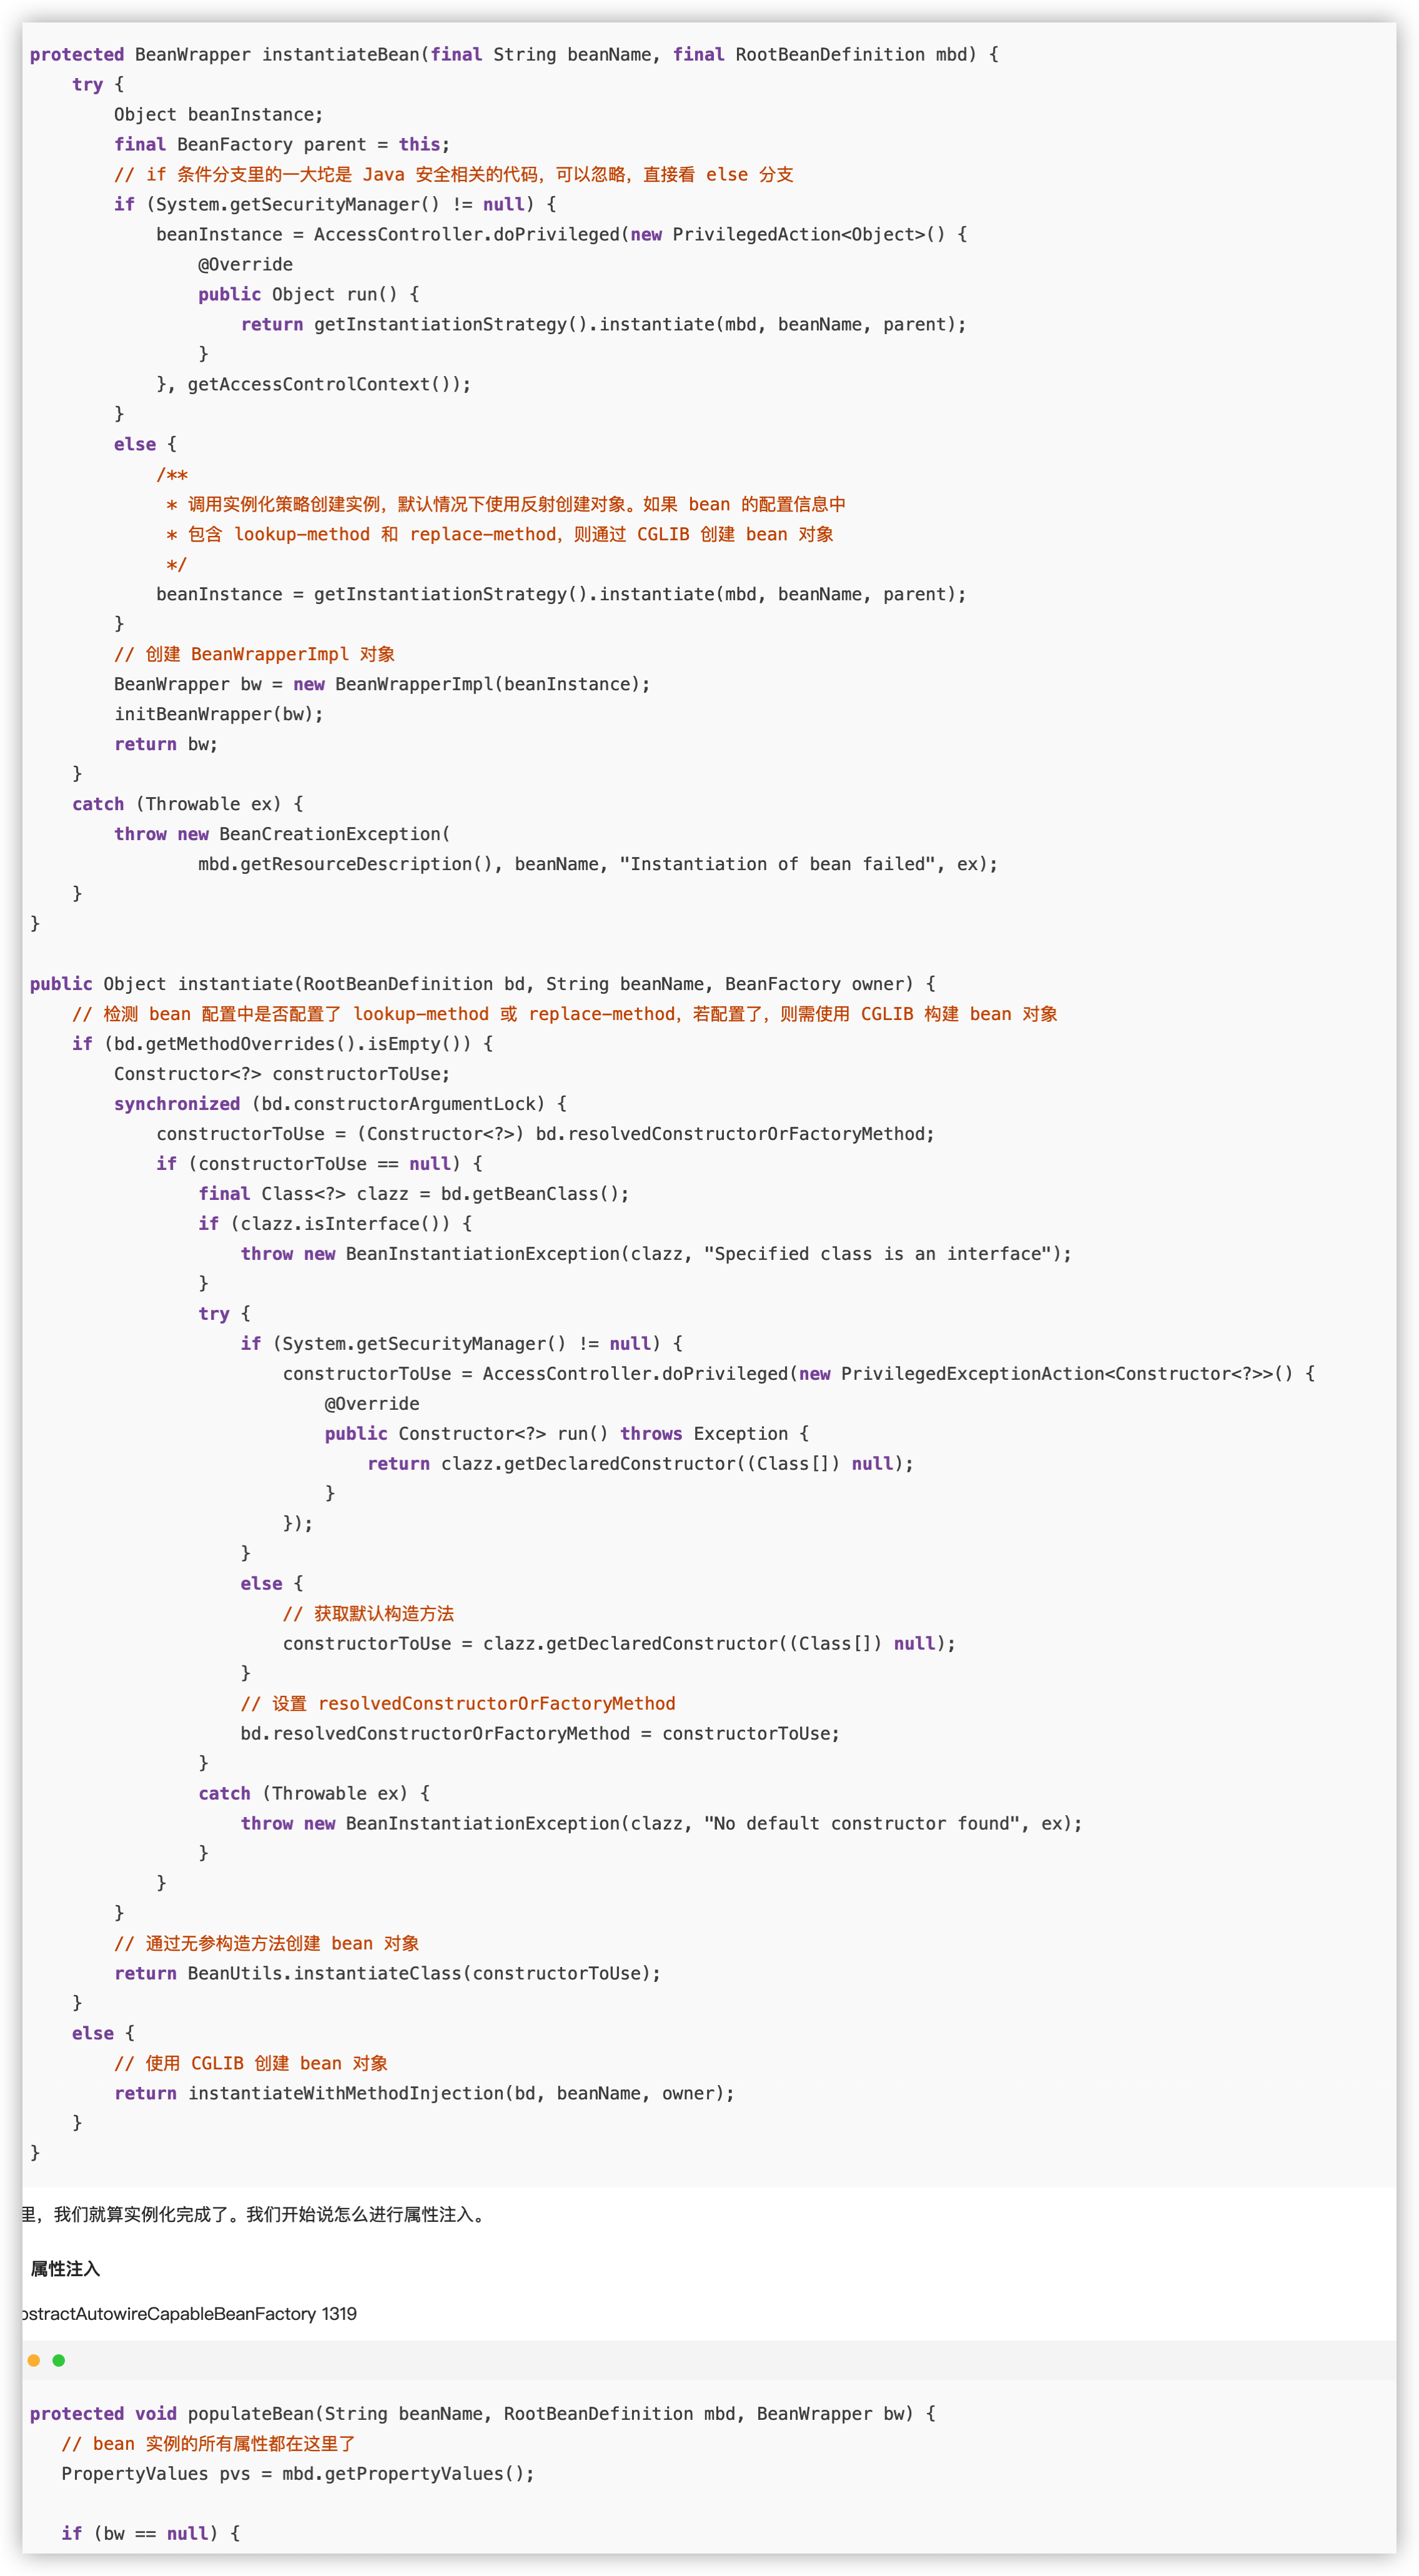 protected BeanWrapper instantiateBean(final String beanName, final RootBeanDefinition mbd) {
    try {
        Object beanInstance;
        final BeanFactory parent = this;
        // if 条件分支里的一大坨是 Java 安全相关的代码，可以忽略，直接看 else 分支
        if (System.getSecurityManager() != null) {
            beanInstance = AccessController.doPrivileged(new PrivilegedAction<Object>() {
                @Override
                public Object run() {
                    return getInstantiationStrategy().instantiate(mbd, beanName, parent);
                }
            }, getAccessControlContext());
        }
        else {
            /**
             * 调用实例化策略创建实例，默认情况下使用反射创建对象。如果 bean 的配置信息中
             * 包含 lookup-method 和 replace-method，则通过 CGLIB 创建 bean 对象
             */
            beanInstance = getInstantiationStrategy().instantiate(mbd, beanName, parent);
        }
        // 创建 BeanWrapperImpl 对象
        BeanWrapper bw = new BeanWrapperImpl(beanInstance);
        initBeanWrapper(bw);
        return bw;
    }
    catch (Throwable ex) {
        throw new BeanCreationException(
                mbd.getResourceDescription(), beanName, "Instantiation of bean failed", ex);
    }
}
public Object instantiate(RootBeanDefinition bd, String beanName, BeanFactory owner) {
    // 检测 bean 配置中是否配置了 lookup-method 或 replace-method，若配置了，则需使用 CGLIB 构建 bean 对象
    if (bd.getMethodOverrides().isEmpty()) {
        Constructor<?> constructorToUse;
        synchronized (bd.constructorArgumentLock) {
            constructorToUse = (Constructor<?>) bd.resolvedConstructorOrFactoryMethod;
            if (constructorToUse == null) {
                final Class<?> clazz = bd.getBeanClass();
                if (clazz.isInterface()) {
                    throw new BeanInstantiationException(clazz, "Specified class is an interface");
                }
                try {
                    if (System.getSecurityManager() != null) {
                        constructorToUse = AccessController.doPrivileged(new PrivilegedExceptionAction<Constructor<?>>() {
                            @Override
                            public Constructor<?> run() throws Exception {
                                return clazz.getDeclaredConstructor((Class[]) null);
                            }
                        });
                    }
                    else {
                        // 获取默认构造方法
                        constructorToUse = clazz.getDeclaredConstructor((Class[]) null);
                    }
                    // 设置 resolvedConstructorOrFactoryMethod
                    bd.resolvedConstructorOrFactoryMethod = constructorToUse;
                }
                catch (Throwable ex) {
                    throw new BeanInstantiationException(clazz, "No default constructor found", ex);
                }
            }
        }
        // 通过无参构造方法创建 bean 对象
        return BeanUtils.instantiateClass(constructorToUse);
    }
    else {
        // 使用 CGLIB 创建 bean 对象
        return instantiateWithMethodInjection(bd, beanName, owner);
    }
}
里，我们就算实例化完成了。我们开始说怎么进行属性注入。
属性注入
bstractAutowireCapableBeanFactory 1319
protected void populateBean(String beanName, RootBeanDefinition mbd, BeanWrapper bw) {
   // bean 实例的所有属性都在这里了
   PropertyValues pvs = mbd.getPropertyValues();
   if (bw == null) {